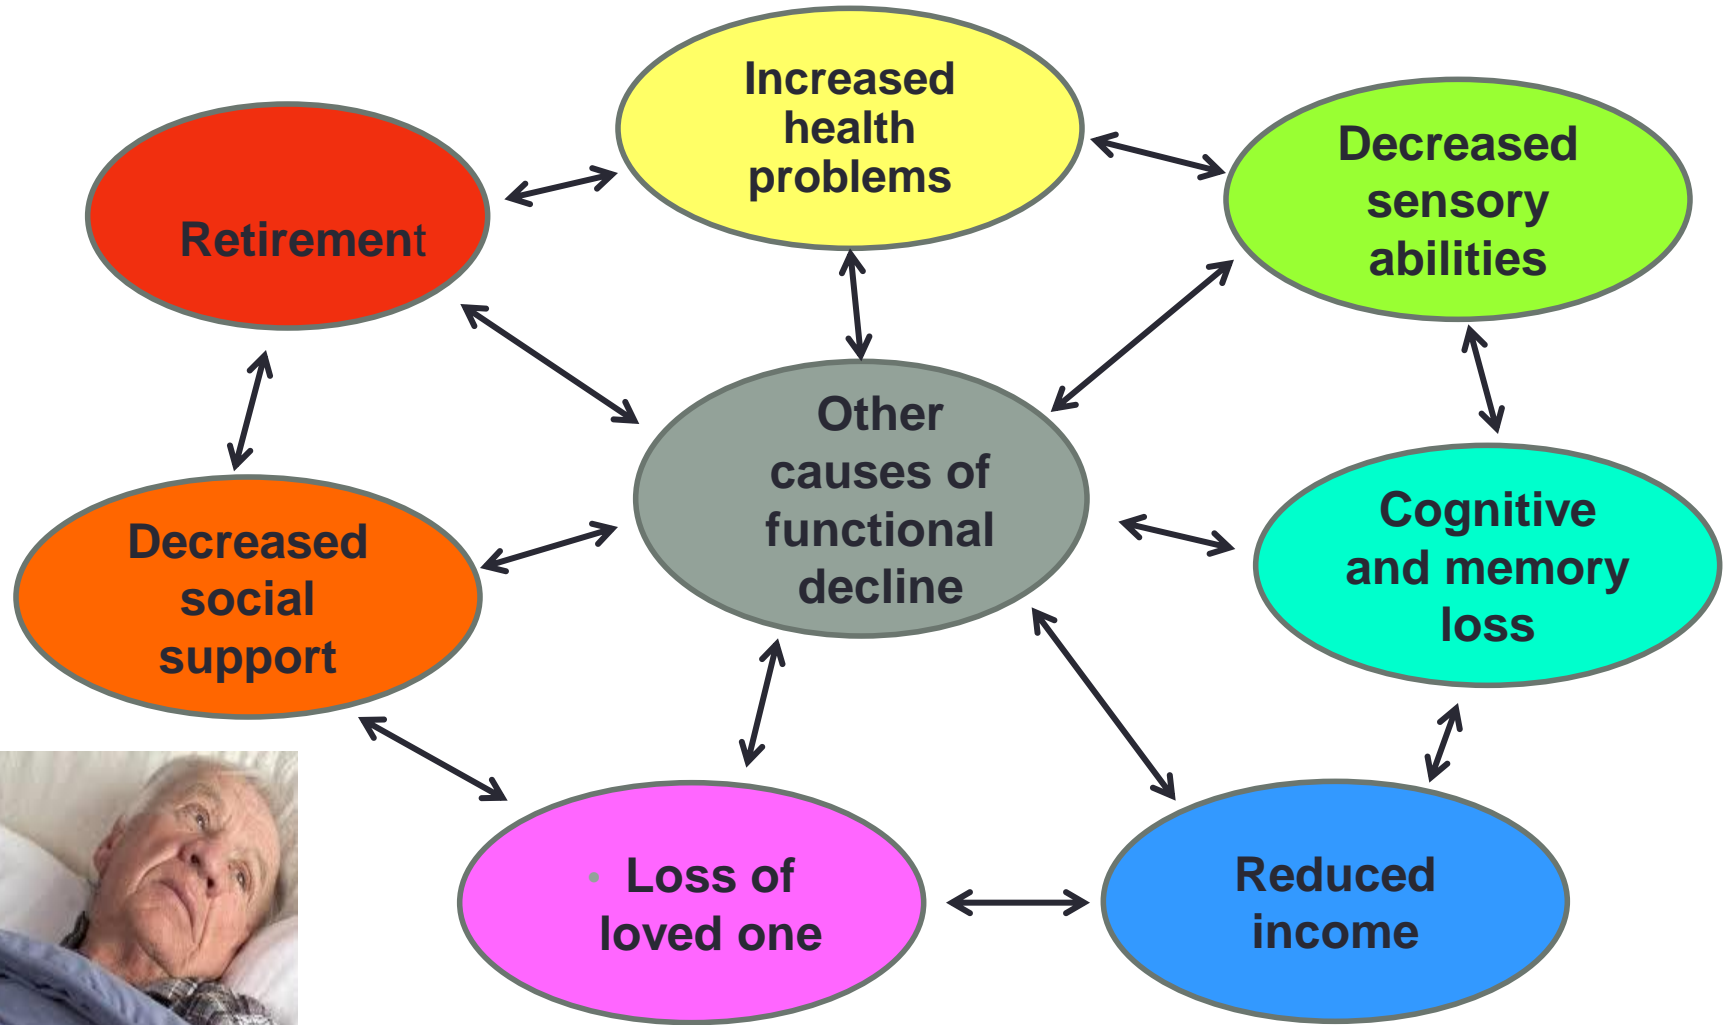 Increased
health
problems
Decreased
sensory
abilities
Retirement
Other
causes of
functional
decline
Cognitive
and memory
loss
Decreased
social
support
• Loss of
loved one
Reduced
income